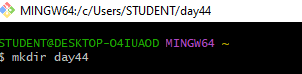 MINGW64:/c/Users/STUDENT/day44
STUDENT@DESKTOP-O4IUAOD MINGW64 ~
$ mkdir day44